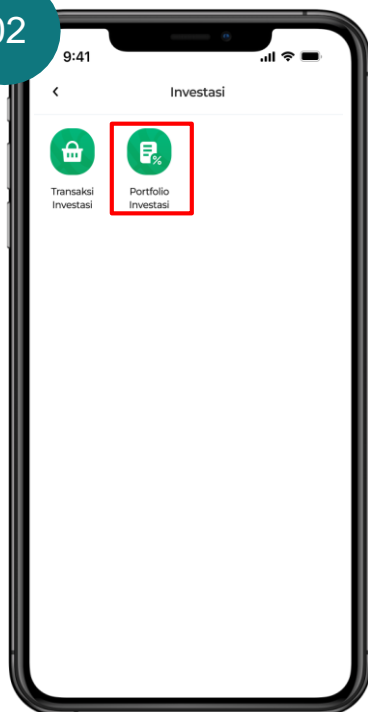 02
9:41
Investasi
Transaksi
Investasi
Portfolio
Investasi